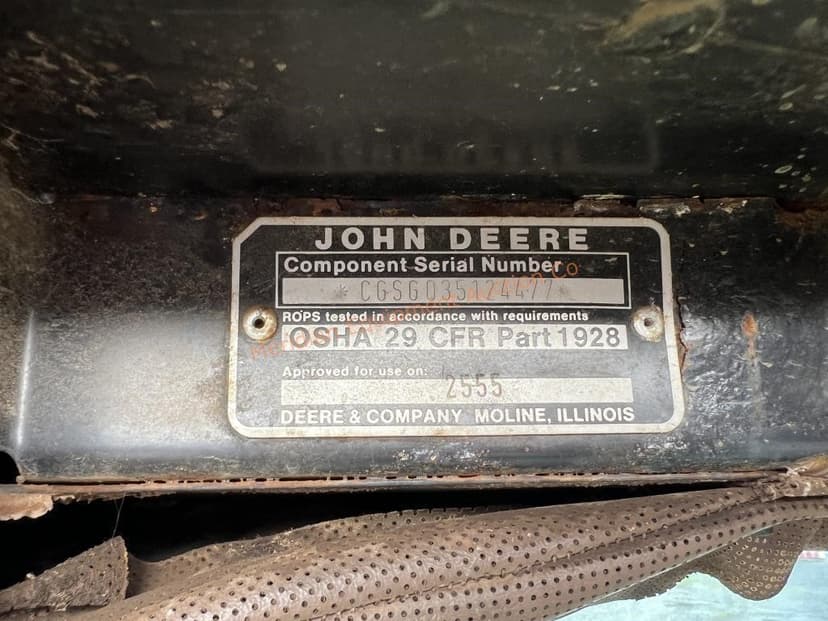 JOHN DEERE
Component Serial Number
* CGSG035124477 *
ROPS tested in accordance with requirements
OSHA 29 CFR Part 1928
Approved for use on:
2555
DEERE & COMPANY MOLINE, ILLINOIS